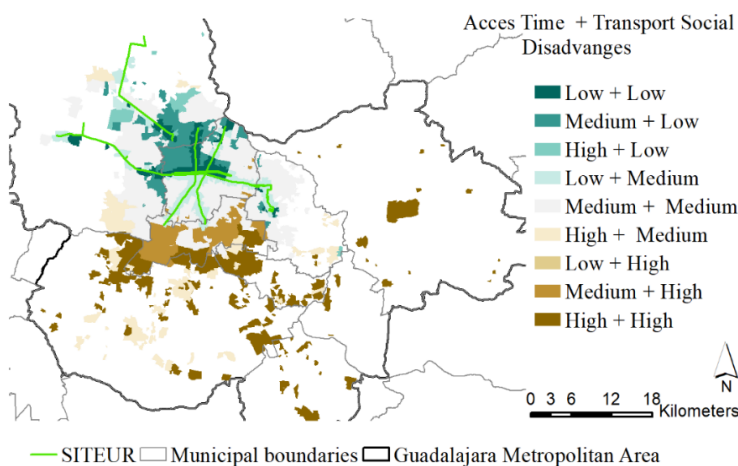 Acces Time + Transport Social
Disadvanges
Low + Low
Medium + Low
High + Low
Low + Medium
Medium + Medium
High + Medium
Low + High
Medium + High
High + High
N
0 3 6 12 18
Kilometers
SITEUR Municipal boundaries Guadalajara Metropolitan Area